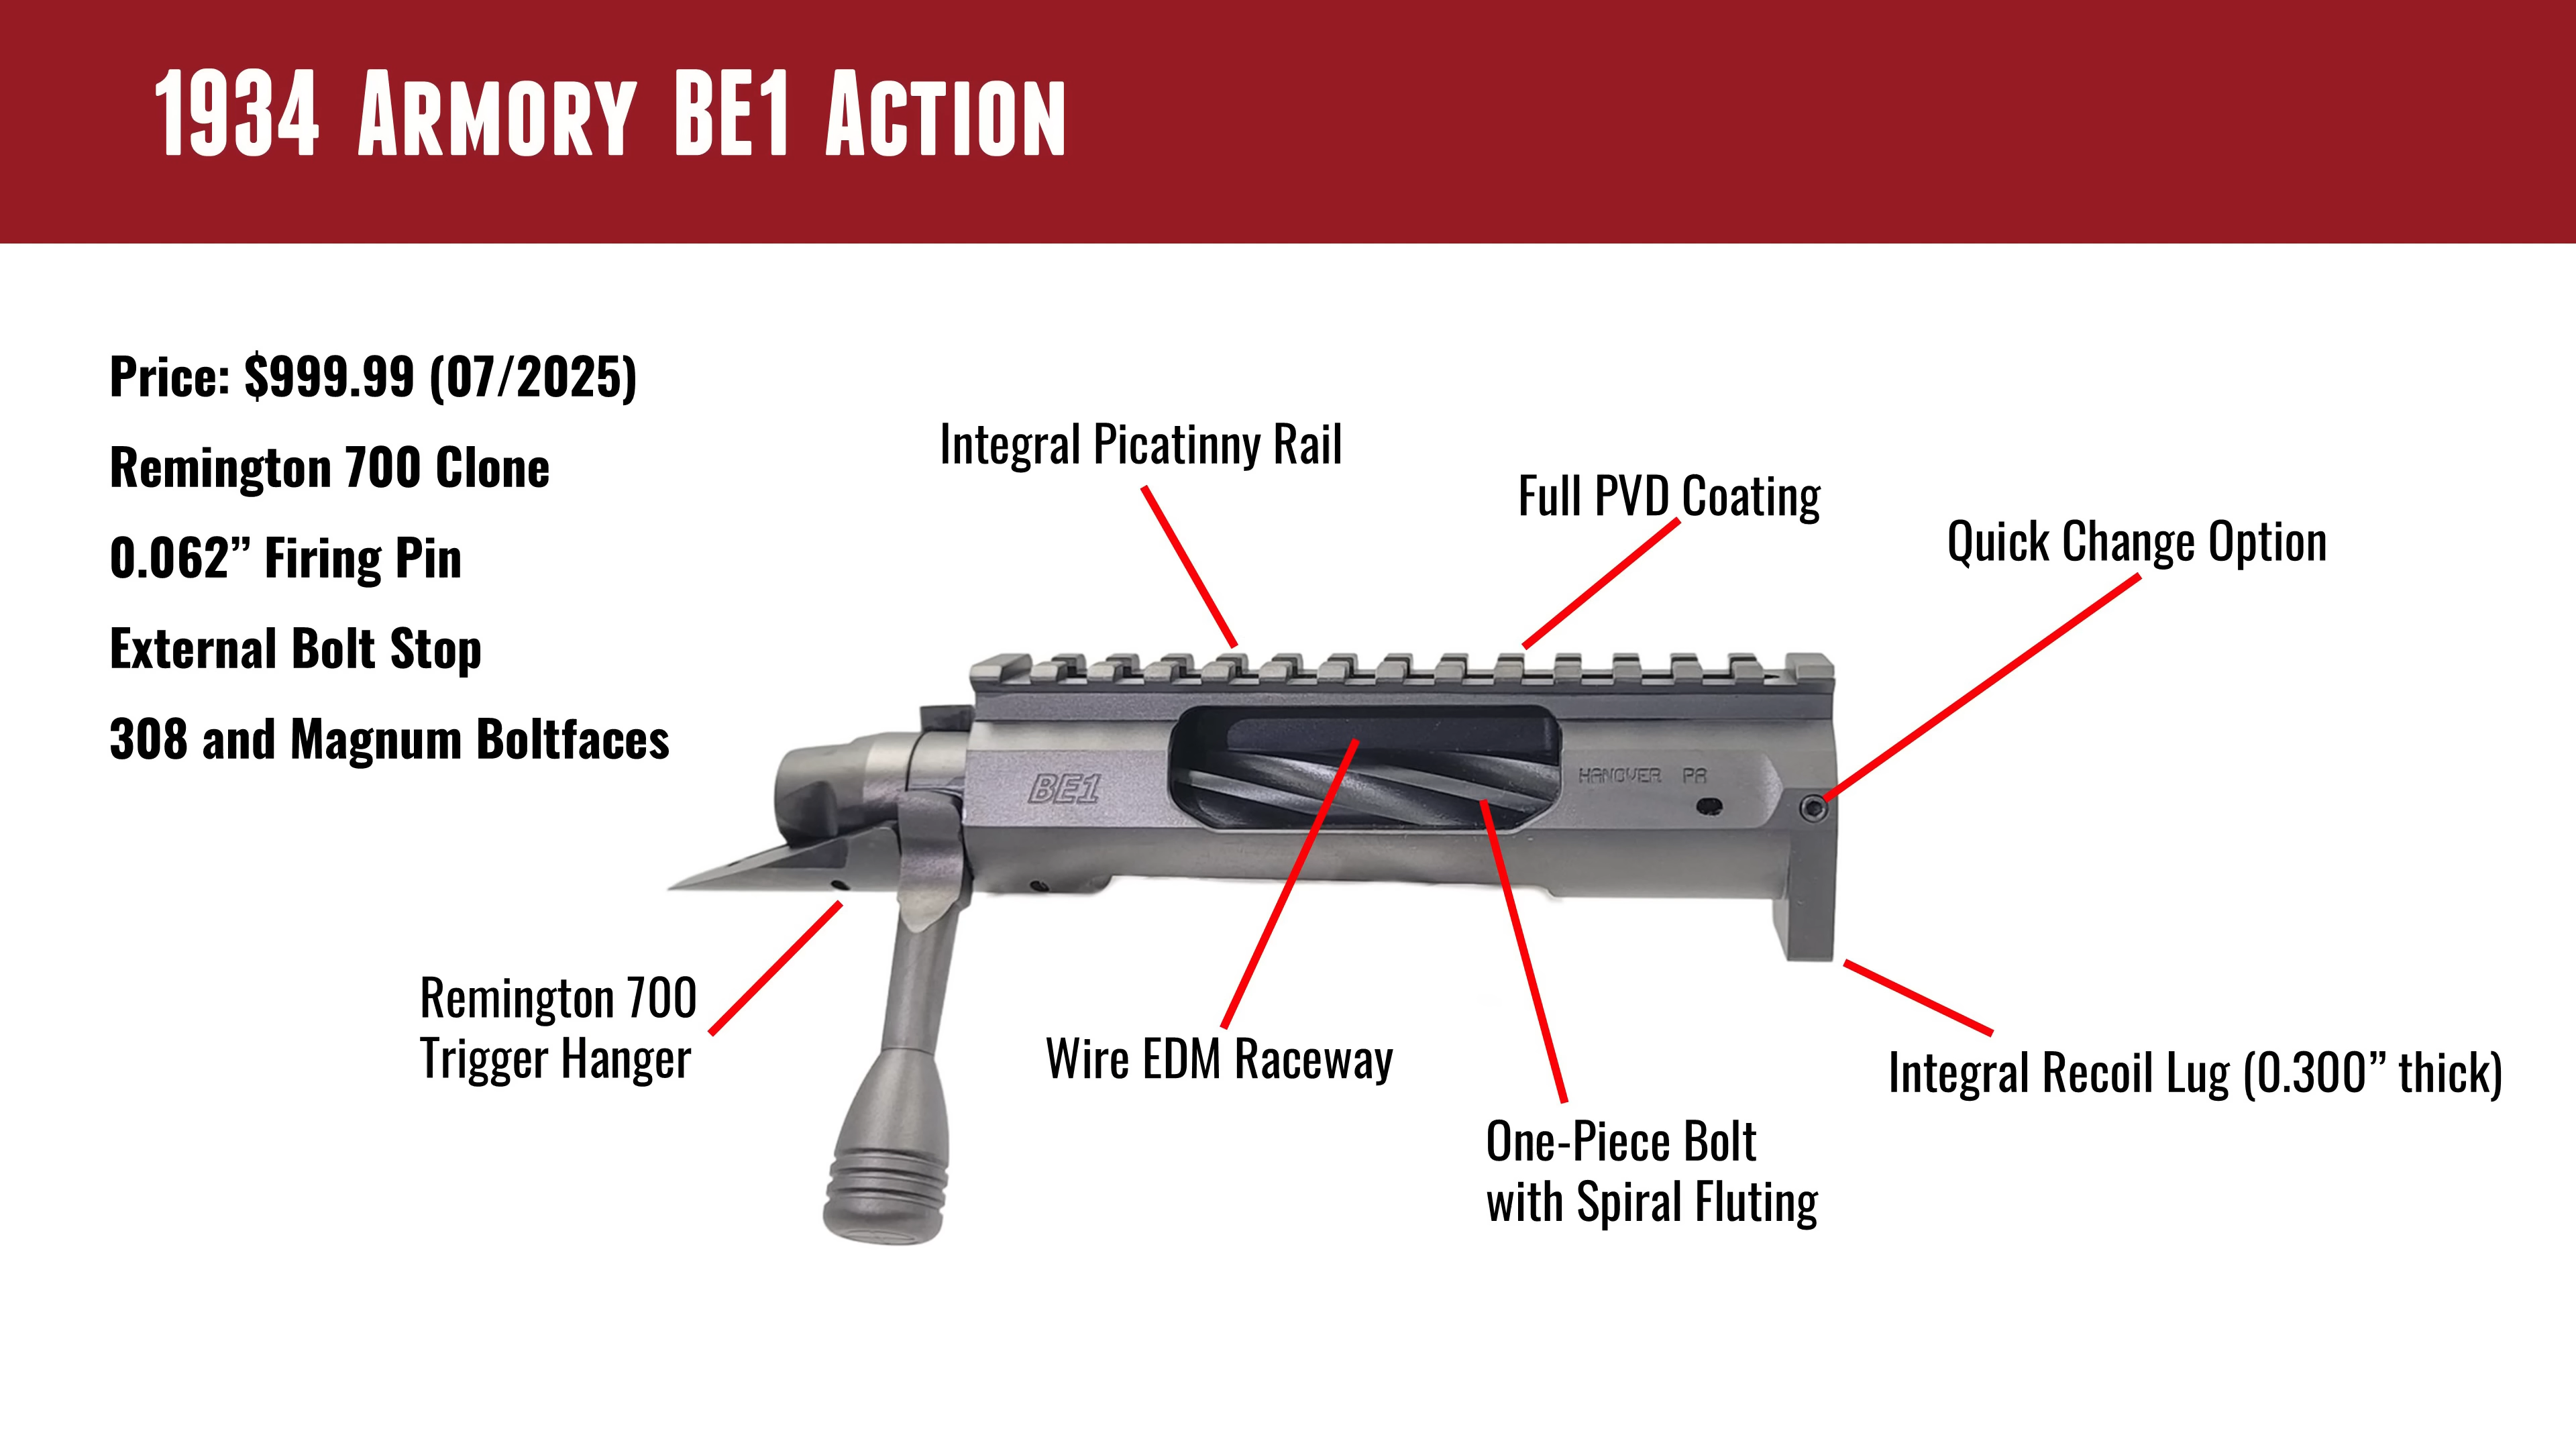 1934 Armory BE1 Action
Price: $999.99 (07/2025)
Remington 700 Clone
0.062” Firing Pin
External Bolt Stop
308 and Magnum Boltfaces
Integral Picatinny Rail
Full PVD Coating
Quick Change Option
BE1
HANOVER PA
Remington 700
Trigger Hanger
Wire EDM Raceway
One-Piece Bolt
with Spiral Fluting
Integral Recoil Lug (0.300” thick)